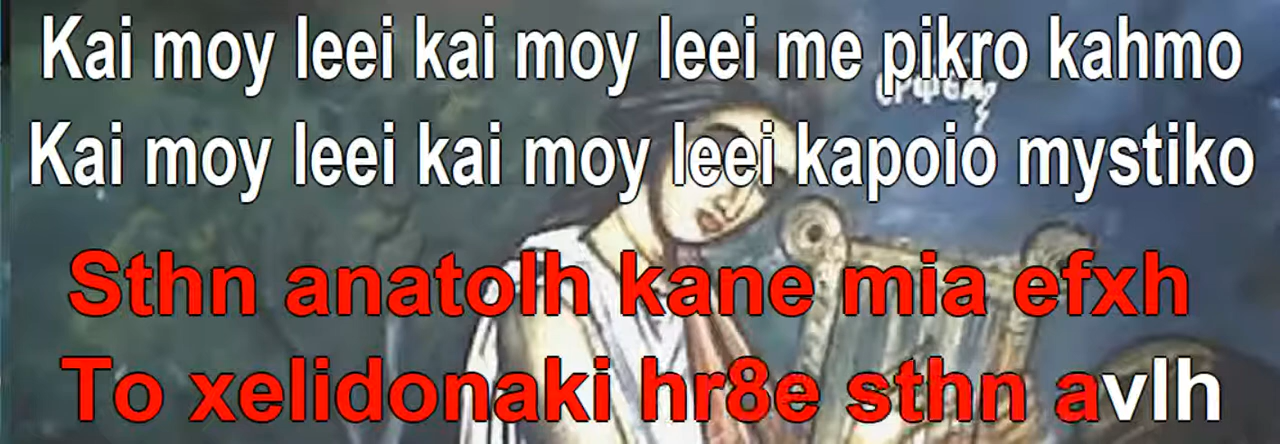 Kai moy leei kai moy leei me pikro kahmo
Kai moy leei kai moy leei kapoio mystiko
Sthn anatolh kane mia efxh
To xelidonaki hr8e sthn avlh